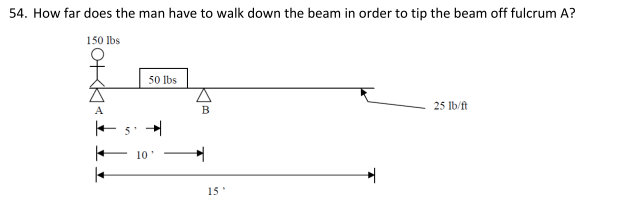 54. How far does the man have to walk down the beam in order to tip the beam off fulcrum A?
150 lbs
50 lbs
A
B
25 lb/ft
5 '
10 '
15 '